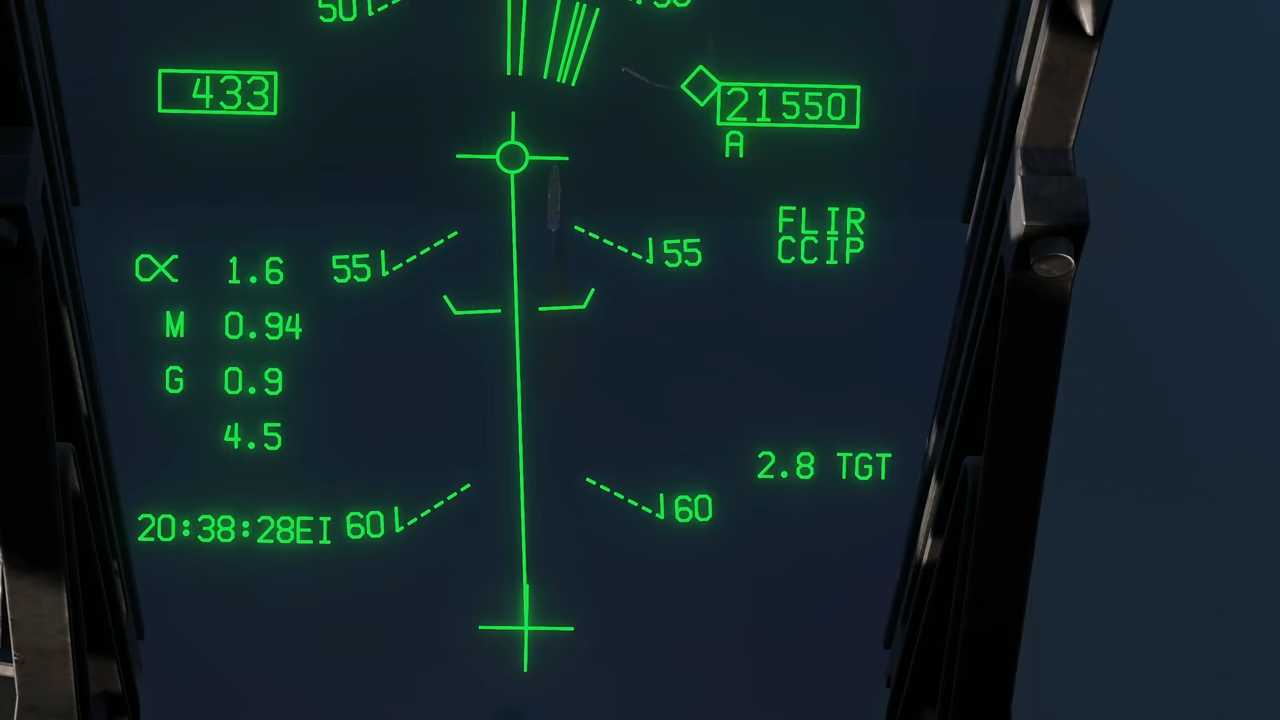 50
433
21550
A
FLIR
CCIP
α 1.6
55 55
M 0.94
G 0.9
4.5
2.8 TGT
20:38:28EI
60 60